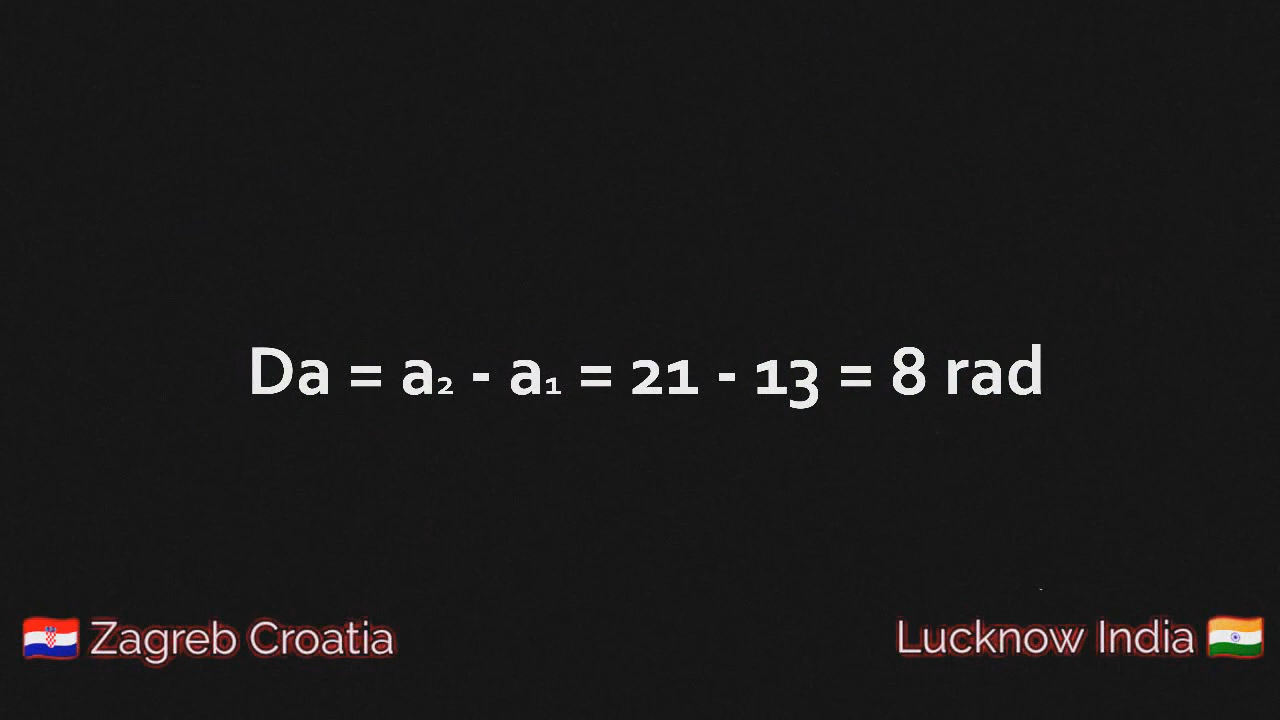 Da = a₂ - a₁ = 21 - 13 = 8 rad
Zagreb Croatia
Lucknow India